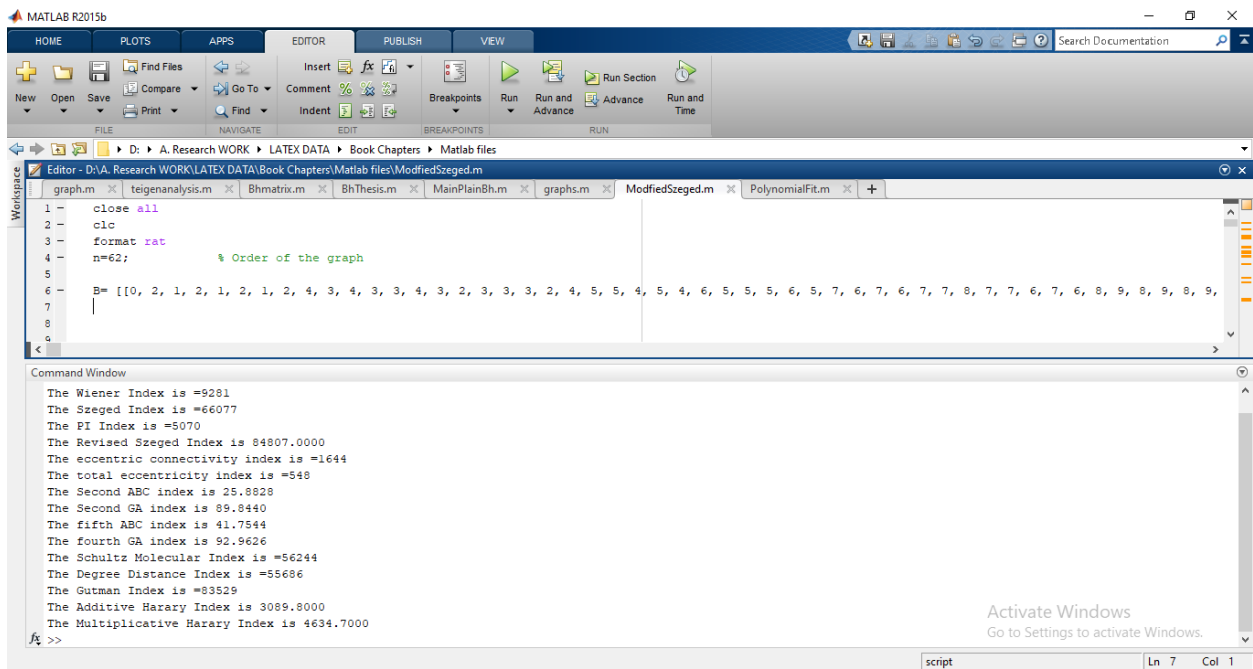 MATLAB R2015b
HOME PLOTS APPS EDITOR PUBLISH VIEW Search Documentation
Find Files Insert fx
New Open Save Compare Go To Comment % Breakpoints Run Run and Advance Run Section Advance Run and Time
Print Find Indent
FILE NAVIGATE EDIT BREAKPOINTS RUN
D: A. Research WORK LATEX DATA Book Chapters Matlab files
Workspace
Editor - D:\A. Research WORK\LATEX DATA\Book Chapters\Matlab files\ModfiedSzeged.m
graph.m teigenanalysis.m Bhmatrix.m BhThesis.m MainPlainBh.m graphs.m ModfiedSzeged.m PolynomialFit.m +
1 - close all
2 - clc
3 - format rat
4 - n=62; % Order of the graph
5
6 - B= [[0, 2, 1, 2, 1, 2, 1, 2, 4, 3, 4, 3, 3, 4, 3, 2, 3, 3, 3, 2, 4, 5, 5, 4, 5, 4, 6, 5, 5, 5, 6, 5, 7, 6, 7, 6, 7, 7, 8, 7, 7, 6, 7, 6, 8, 9, 8, 9, 8, 9,
7
8
9
Command Window
The Wiener Index is =9281
The Szeged Index is =66077
The PI Index is =5070
The Revised Szeged Index is 84807.0000
The eccentric connectivity index is =1644
The total eccentricity index is =548
The Second ABC index is 25.8828
The Second GA index is 89.8440
The fifth ABC index is 41.7544
The fourth GA index is 92.9626
The Schultz Molecular Index is =56244
The Degree Distance Index is =55686
The Gutman Index is =83529
The Additive Harary Index is 3089.8000
The Multiplicative Harary Index is 4634.7000
fx >>
Activate Windows
Go to Settings to activate Windows.
script Ln 7 Col 1